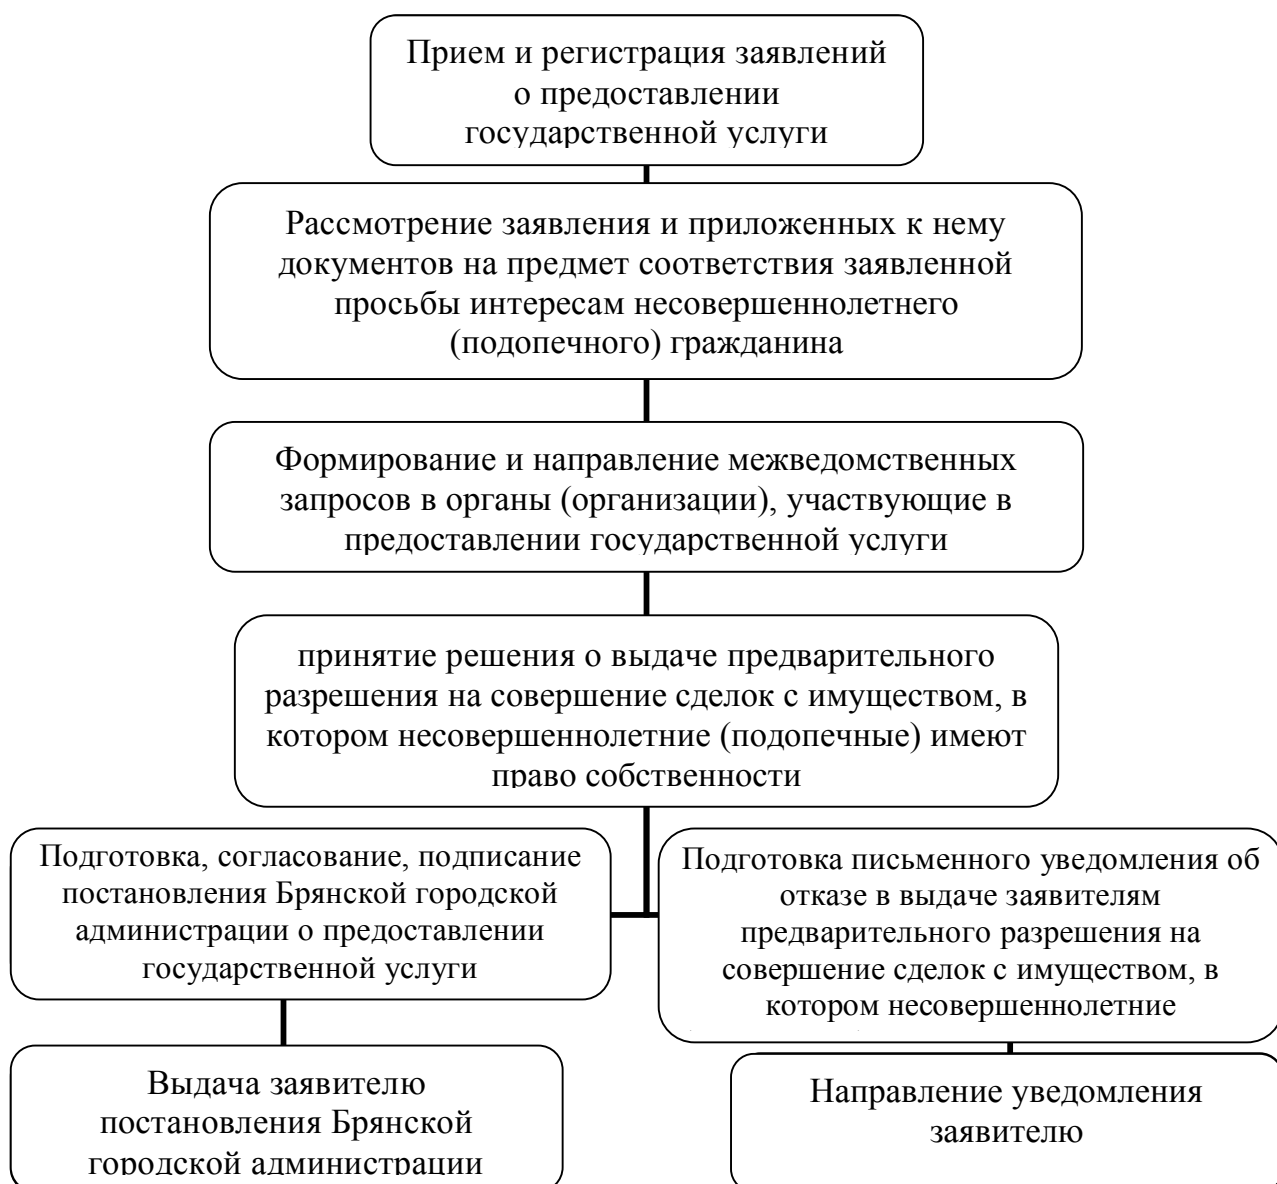 Прием и регистрация заявлений
о предоставлении
государственной услуги
Рассмотрение заявления и приложенных к нему
документов на предмет соответствия заявленной
просьбы интересам несовершеннолетнего
(подопечного) гражданина
Формирование и направление межведомственных
запросов в органы (организации), участвующие в
предоставлении государственной услуги
принятие решения о выдаче предварительного
разрешения на совершение сделок с имуществом, в
котором несовершеннолетние (подопечные) имеют
право собственности
Подготовка, согласование, подписание
постановления Брянской городской
администрации о предоставлении
государственной услуги
Подготовка письменного уведомления об
отказе в выдаче заявителям
предварительного разрешения на
совершение сделок с имуществом, в
котором несовершеннолетние
Выдача заявителю
постановления Брянской
городской администрации
Направление уведомления
заявителю